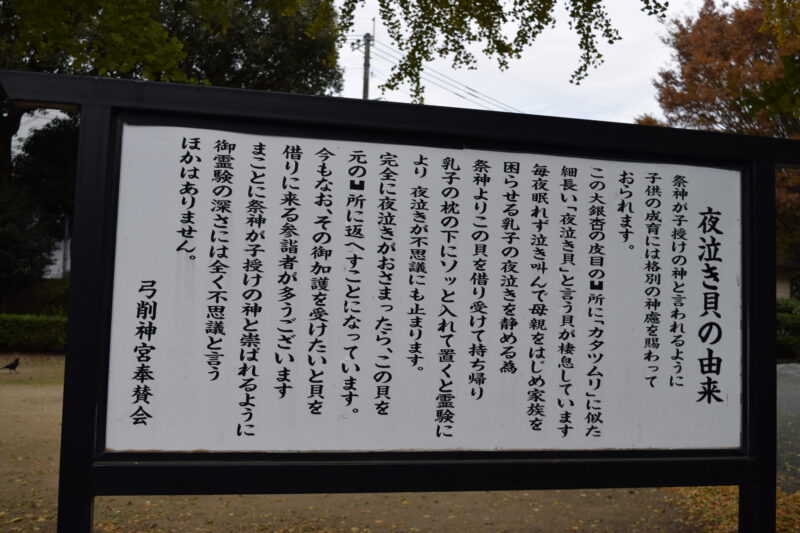 夜泣き貝の由来
祭神が子授けの神と言われるように
子供の成育には格別の神慮を賜わって
おられます。
この大銀杏の皮目の凹所に「カタツムリ」に似た
細長い「夜泣き貝」と言う貝が棲息しています
毎夜眠れず泣き叫んで母親をはじめ家族を
困らせる乳子の夜泣きを静める為
祭神よりこの貝を借り受けて持ち帰り
乳子の枕の下にソッと入れて置くと霊験に
より夜泣きが不思議にも止まります。
完全に夜泣きがおさまったら、この貝を
元の凹所に返へすことになっています。
今もなお、その御加護を受けたいと貝を
借りに来る参詣者が多うございます
まことに祭神が子授けの神と崇ばれるように
御霊験の深さには全く不思議と言う
ほかはありません。
弓削神宮奉賛会